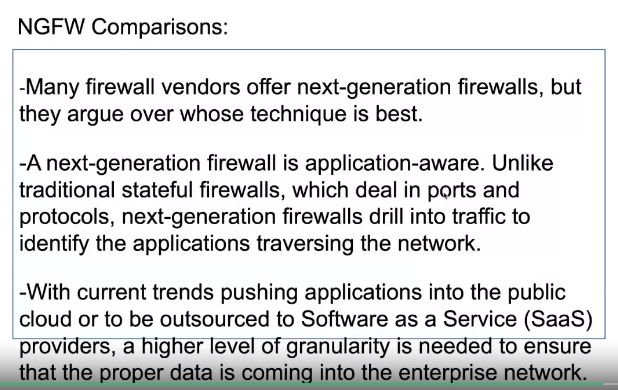 NGFW Comparisons:
-Many firewall vendors offer next-generation firewalls, but
they argue over whose technique is best.
-A next-generation firewall is application-aware. Unlike
traditional stateful firewalls, which deal in ports and
protocols, next-generation firewalls drill into traffic to
identify the applications traversing the network.
-With current trends pushing applications into the public
cloud or to be outsourced to Software as a Service (SaaS)
providers, a higher level of granularity is needed to ensure
that the proper data is coming into the enterprise network.